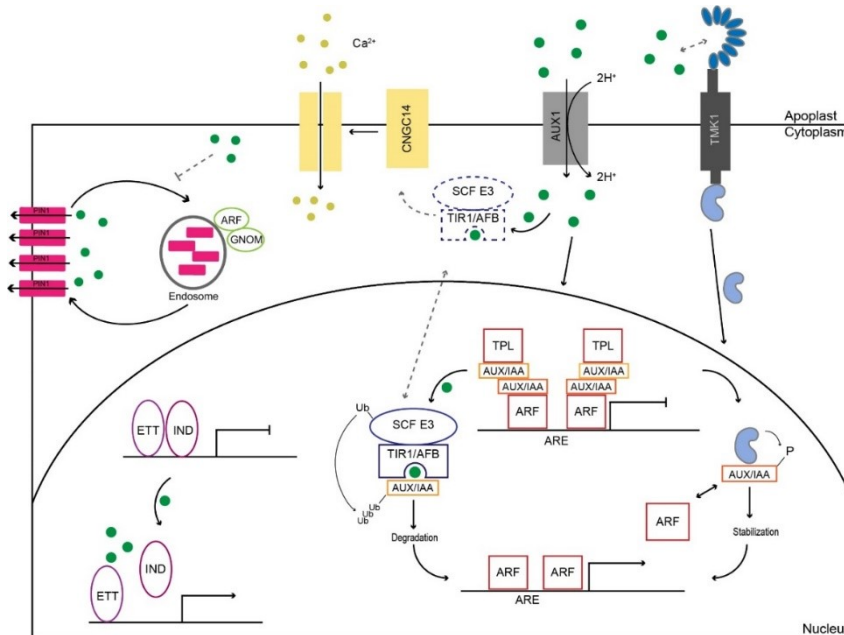 Ca²⁺
2H⁺
Apoplast
Cytoplasm
CNGC14
AUX1
TMK1
2H⁺
SCF E3
TIR1/AFB
PIN1
PIN1
PIN1
PIN1
ARF
GNOM
Endosome
TPL
TPL
AUX/IAA
AUX/IAA
AUX/IAA
AUX/IAA
ARF
ARF
ARE
ETT
IND
Ub
SCF E3
TIR1/AFB
AUX/IAA
Ub
Ub
Ub
Degradation
P
AUX/IAA
ARF
Stabilization
IND
ETT
ARF
ARF
ARE